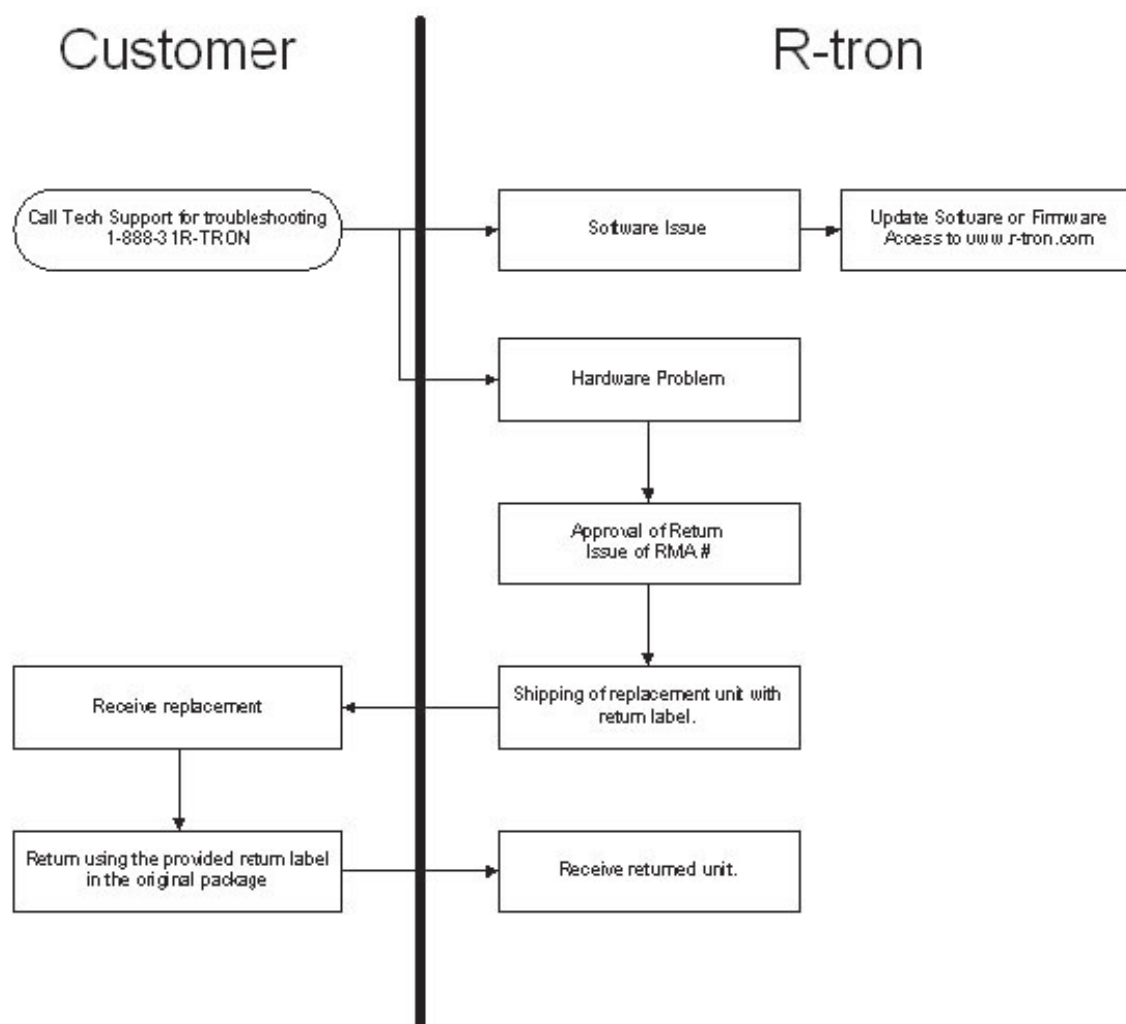 Customer
R-tron
Call Tech Support for troubleshooting
1-888-31R-TRON
Software Issue
Update Software or Firmware
Access to www.r-tron.com
Hardware Problem
Approval of Return
Issue of RMA #
Receive replacement
Shipping of replacement unit with
return label.
Return using the provided return label
in the original package
Receive returned unit.